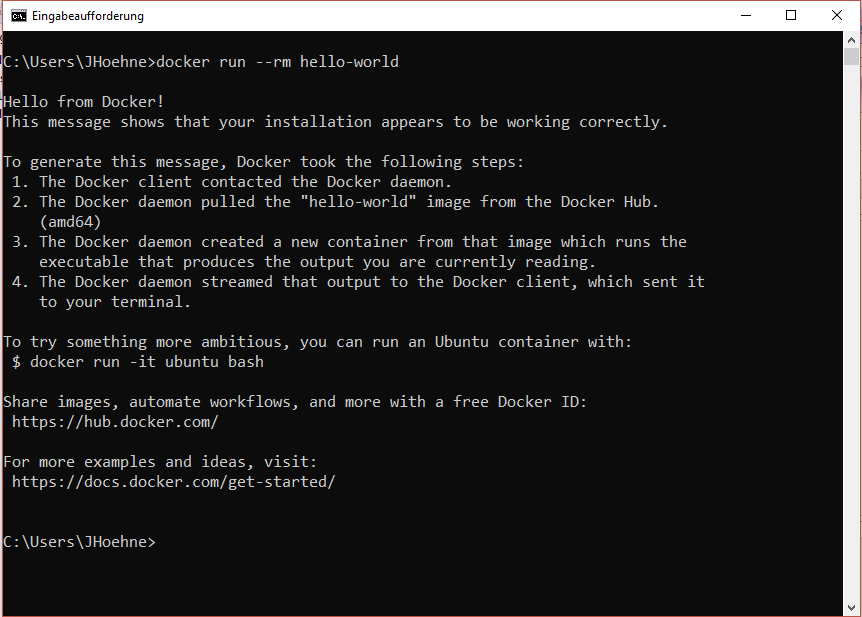 Eingabeaufforderung
C:\Users\JHoehne>docker run --rm hello-world
Hello from Docker!
This message shows that your installation appears to be working correctly.
To generate this message, Docker took the following steps:
1. The Docker client contacted the Docker daemon.
2. The Docker daemon pulled the "hello-world" image from the Docker Hub.
(amd64)
3. The Docker daemon created a new container from that image which runs the
executable that produces the output you are currently reading.
4. The Docker daemon streamed that output to the Docker client, which sent it
to your terminal.
To try something more ambitious, you can run an Ubuntu container with:
$ docker run -it ubuntu bash
Share images, automate workflows, and more with a free Docker ID:
https://hub.docker.com/
For more examples and ideas, visit:
https://docs.docker.com/get-started/
C:\Users\JHoehne>